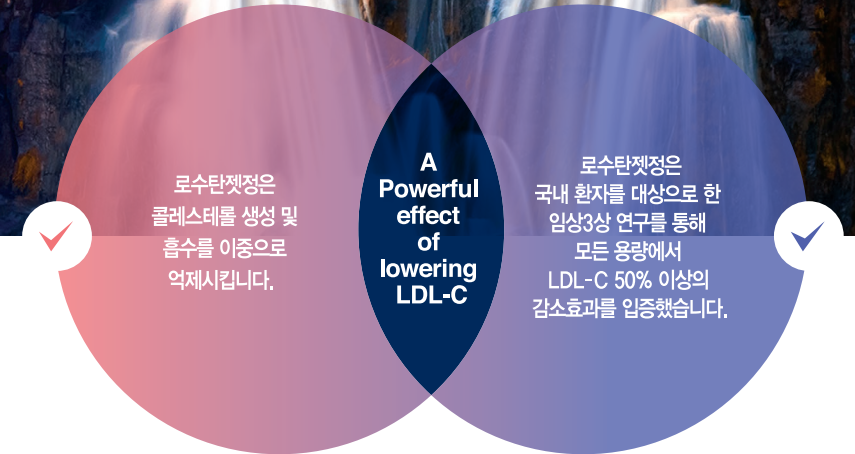 로수탄젯정은
콜레스테롤 생성 및
흡수를 이중으로
억제시킵니다.
A
Powerful
effect
of
lowering
LDL-C
로수탄젯정은
국내 환자를 대상으로 한
임상3상 연구를 통해
모든 용량에서
LDL-C 50% 이상의
감소효과를 입증했습니다.